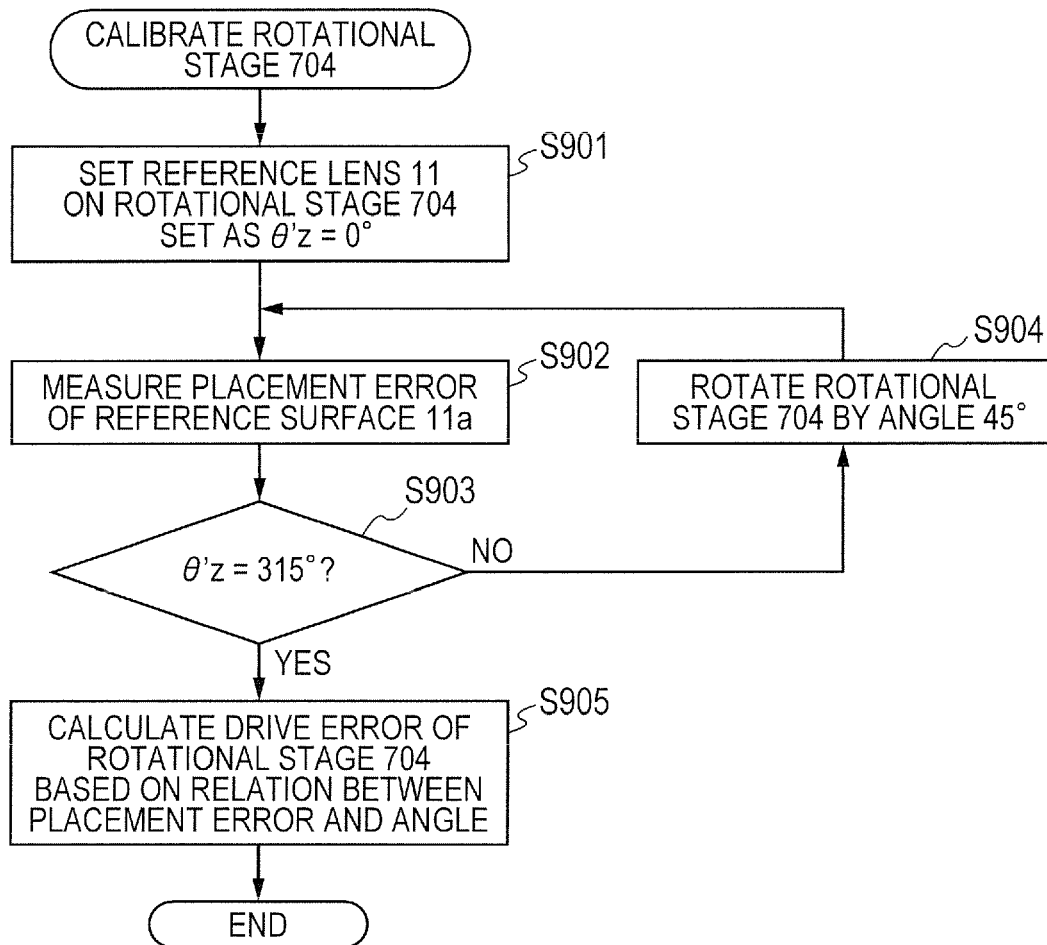 CALIBRATE ROTATIONAL
STAGE 704
S901
SET REFERENCE LENS 11
ON ROTATIONAL STAGE 704
SET AS θ'z = 0°
S902
MEASURE PLACEMENT ERROR
OF REFERENCE SURFACE 11a
S904
ROTATE ROTATIONAL
STAGE 704 BY ANGLE 45°
S903
θ'z = 315°?
NO
YES
S905
CALCULATE DRIVE ERROR OF
ROTATIONAL STAGE 704
BASED ON RELATION BETWEEN
PLACEMENT ERROR AND ANGLE
END